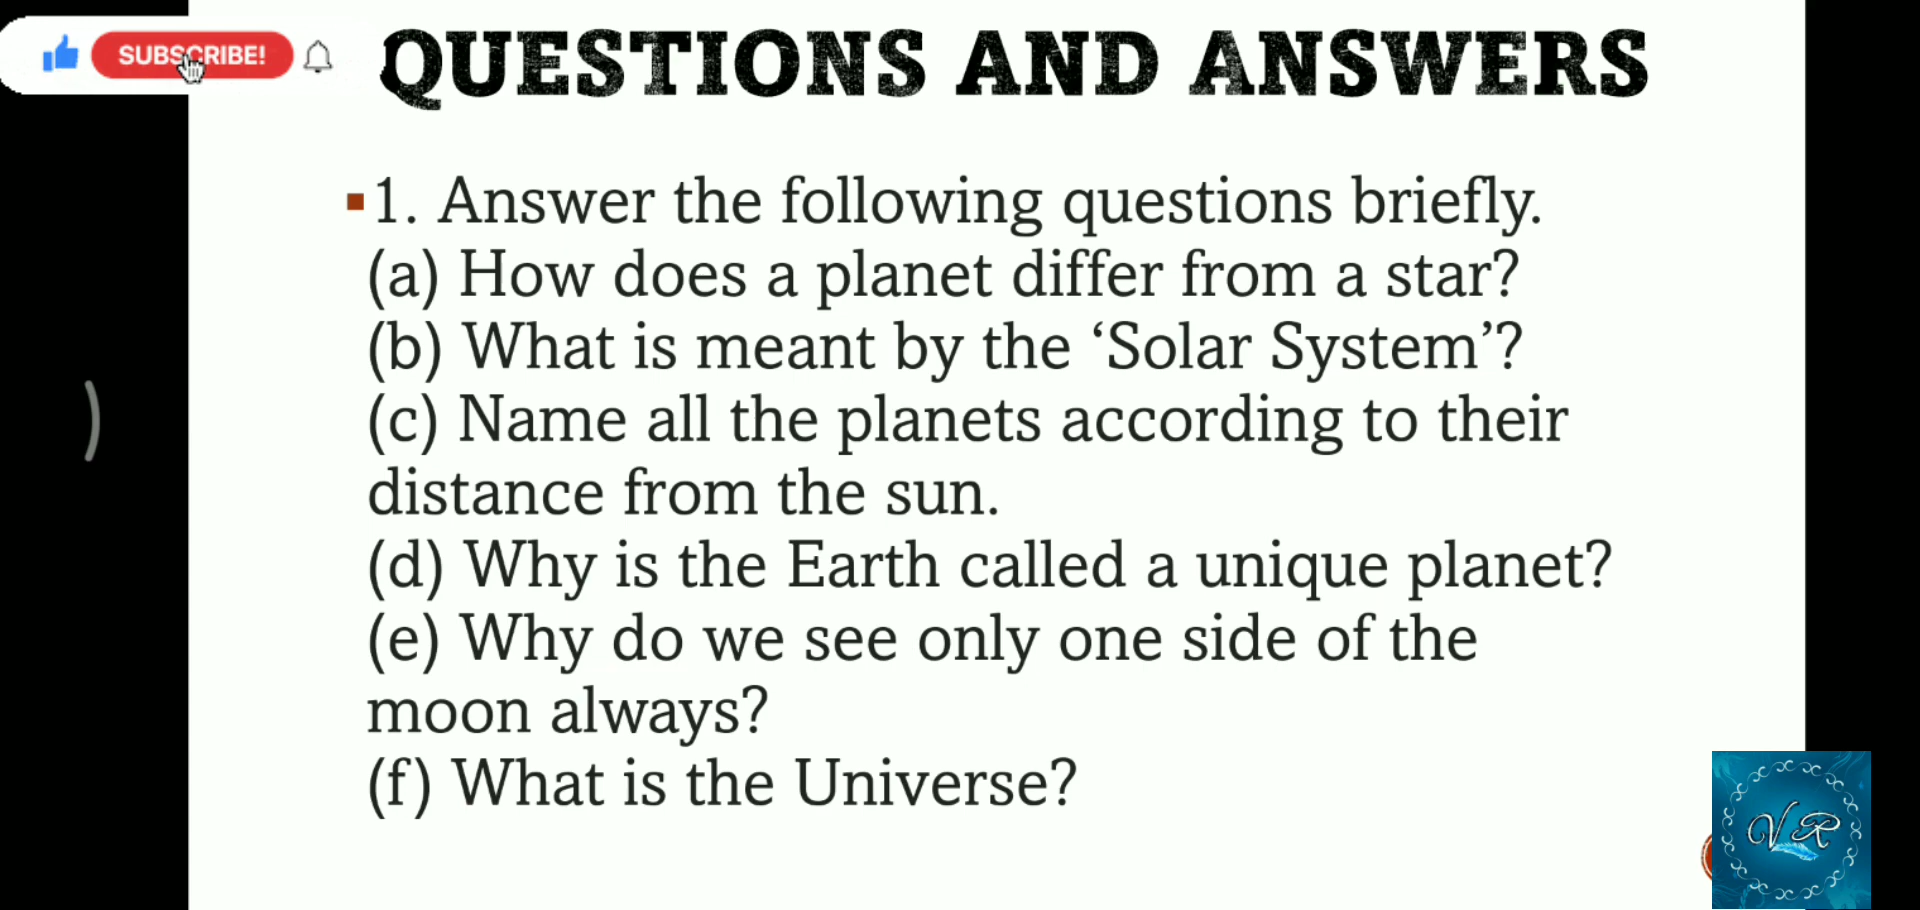 SUBSCRIBE!
QUESTIONS AND ANSWERS
1. Answer the following questions briefly.
(a) How does a planet differ from a star?
(b) What is meant by the ‘Solar System’?
(c) Name all the planets according to their
distance from the sun.
(d) Why is the Earth called a unique planet?
(e) Why do we see only one side of the
moon always?
(f) What is the Universe?
VR